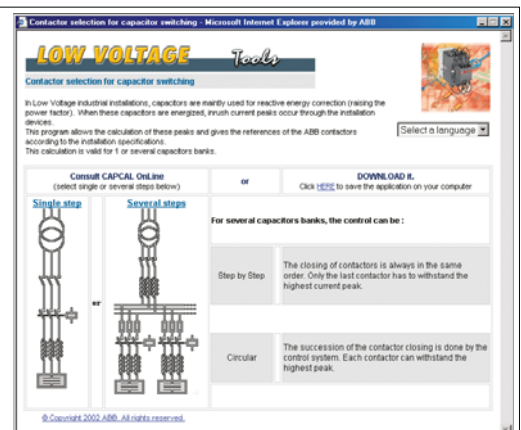 Contactor selection for capacitor switching - Microsoft Internet Explorer provided by ABB
LOW VOLTAGE Tools
Contactor selection for capacitor switching
In Low Voltage industrial installations, capacitors are mainly used for reactive energy correction (raising the
power factor). When these capacitors are energized, inrush current peaks occur through the installation
devices.
This program allows the calculation of these peaks and gives the references of the ABB contactors
according to the installation specifications.
This calculation is valid for 1 or several capacitors banks.
Select a language
Consult CAPCAL OnLine
(select single or several steps below)
or
DOWNLOAD it.
Click HERE to save the application on your computer
Single step
Several steps
or
For several capacitors banks, the control can be :
Step by Step
The closing of contactors is always in the same
order. Only the last contactor has to withstand the
highest current peak.
Circular
The succession of the contactor closing is done by the
control system. Each contactor can withstand the
highest peak.
© Copyright 2002 ABB. All rights reserved.